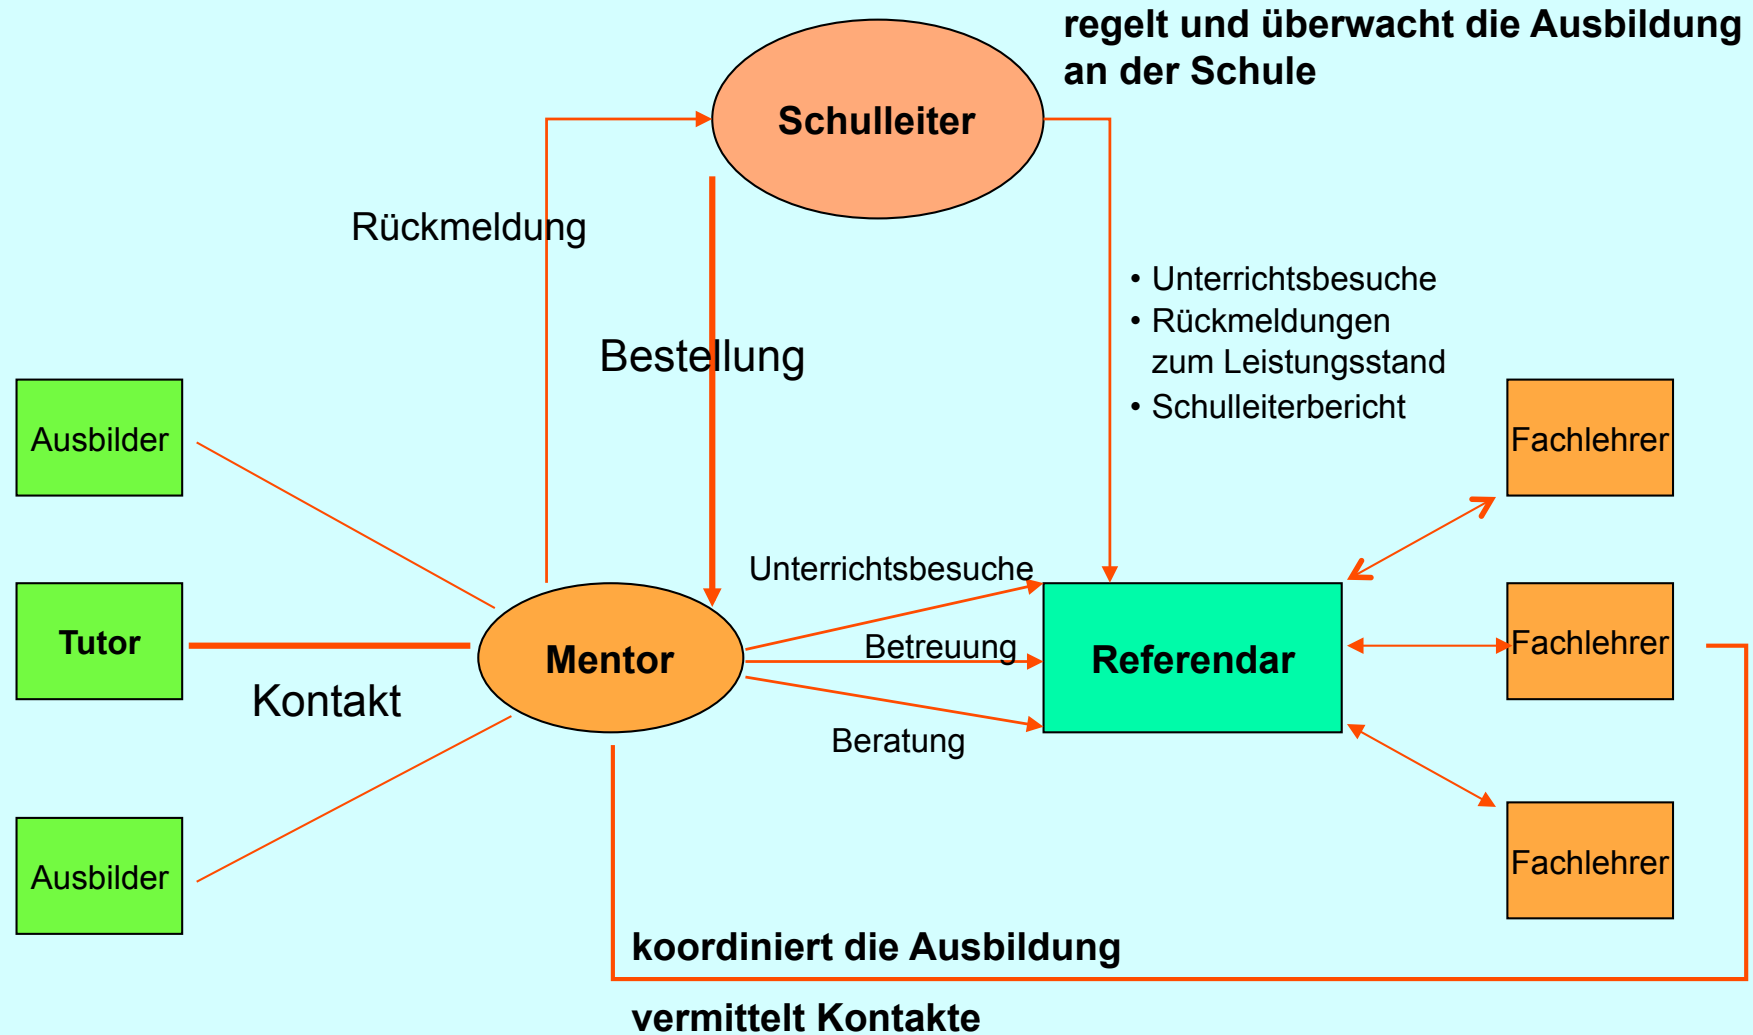 regelt und überwacht die Ausbildung
an der Schule
Schulleiter
Rückmeldung
• Unterrichtsbesuche
• Rückmeldungen
zum Leistungsstand
• Schulleiterbericht
Bestellung
Ausbilder
Fachlehrer
Unterrichtsbesuche
Tutor
Mentor
Betreuung
Referendar
Fachlehrer
Kontakt
Beratung
Ausbilder
Fachlehrer
koordiniert die Ausbildung
vermittelt Kontakte